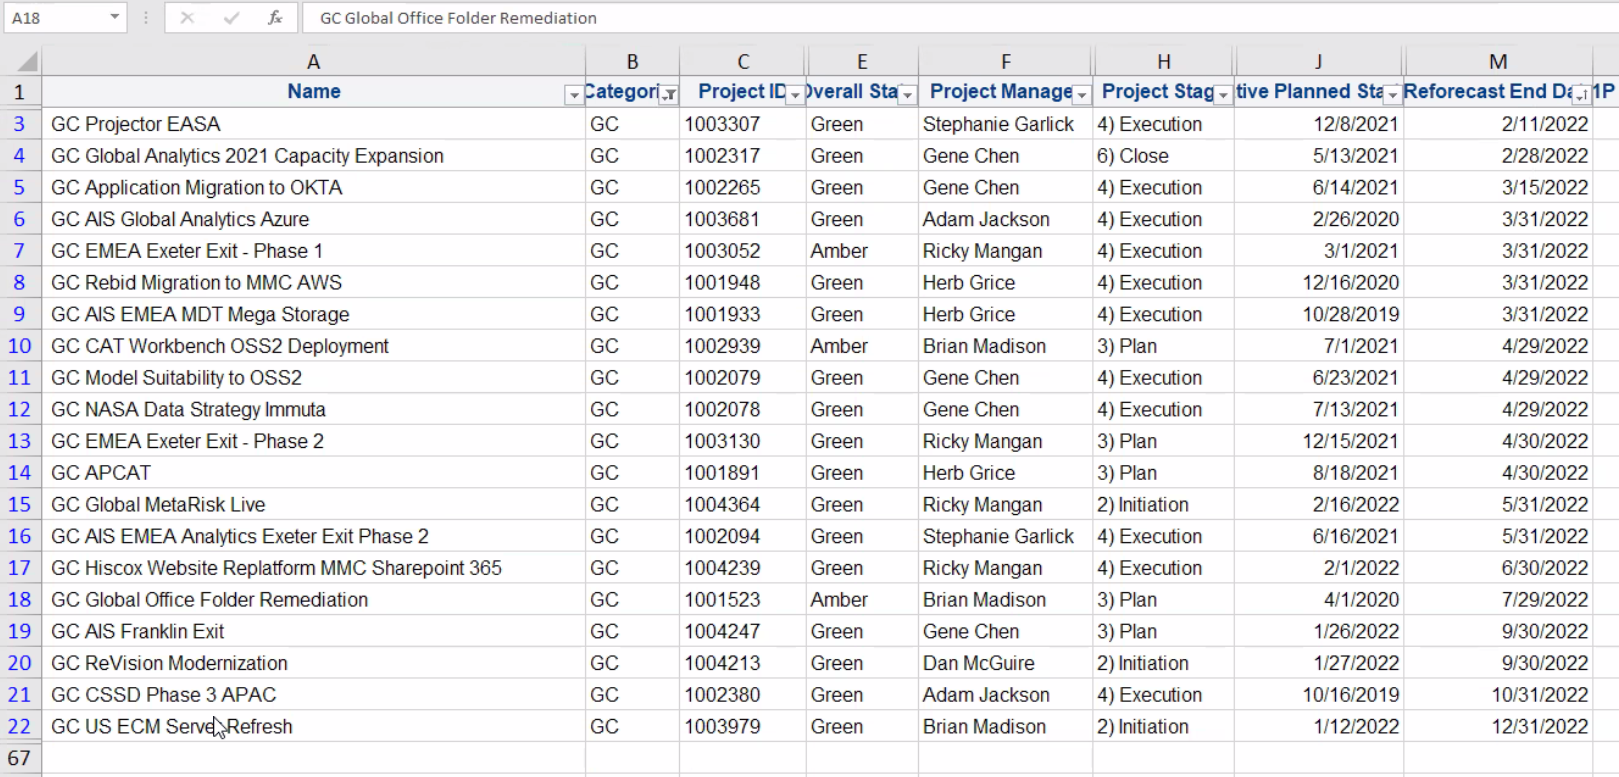 A18 fx GC Global Office Folder Remediation
A B C E F H J M
1 Name Categori Project ID Overall Sta Project Manage Project Stag tive Planned Sta Reforecast End Da 1P
3 GC Projector EASA GC 1003307 Green Stephanie Garlick 4) Execution 12/8/2021 2/11/2022
4 GC Global Analytics 2021 Capacity Expansion GC 1002317 Green Gene Chen 6) Close 5/13/2021 2/28/2022
5 GC Application Migration to OKTA GC 1002265 Green Gene Chen 4) Execution 6/14/2021 3/15/2022
6 GC AIS Global Analytics Azure GC 1003681 Green Adam Jackson 4) Execution 2/26/2020 3/31/2022
7 GC EMEA Exeter Exit - Phase 1 GC 1003052 Amber Ricky Mangan 4) Execution 3/1/2021 3/31/2022
8 GC Rebid Migration to MMC AWS GC 1001948 Green Herb Grice 4) Execution 12/16/2020 3/31/2022
9 GC AIS EMEA MDT Mega Storage GC 1001933 Green Herb Grice 4) Execution 10/28/2019 3/31/2022
10 GC CAT Workbench OSS2 Deployment GC 1002939 Amber Brian Madison 3) Plan 7/1/2021 4/29/2022
11 GC Model Suitability to OSS2 GC 1002079 Green Gene Chen 4) Execution 6/23/2021 4/29/2022
12 GC NASA Data Strategy Immuta GC 1002078 Green Gene Chen 4) Execution 7/13/2021 4/29/2022
13 GC EMEA Exeter Exit - Phase 2 GC 1003130 Green Ricky Mangan 3) Plan 12/15/2021 4/30/2022
14 GC APCAT GC 1001891 Green Herb Grice 3) Plan 8/18/2021 4/30/2022
15 GC Global MetaRisk Live GC 1004364 Green Ricky Mangan 2) Initiation 2/16/2022 5/31/2022
16 GC AIS EMEA Analytics Exeter Exit Phase 2 GC 1002094 Green Stephanie Garlick 4) Execution 6/16/2021 5/31/2022
17 GC Hiscox Website Replatform MMC Sharepoint 365 GC 1004239 Green Ricky Mangan 4) Execution 2/1/2022 6/30/2022
18 GC Global Office Folder Remediation GC 1001523 Amber Brian Madison 3) Plan 4/1/2020 7/29/2022
19 GC AIS Franklin Exit GC 1004247 Green Gene Chen 3) Plan 1/26/2022 9/30/2022
20 GC ReVision Modernization GC 1004213 Green Dan McGuire 2) Initiation 1/27/2022 9/30/2022
21 GC CSSD Phase 3 APAC GC 1002380 Green Adam Jackson 4) Execution 10/16/2019 10/31/2022
22 GC US ECM Server Refresh GC 1003979 Green Brian Madison 2) Initiation 1/12/2022 12/31/2022
67